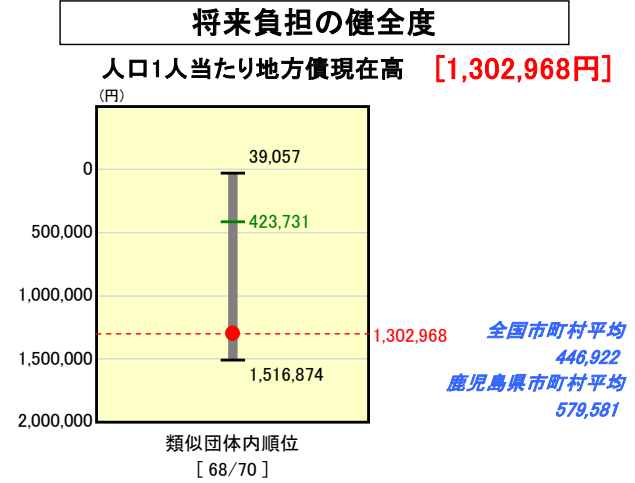 将来負担の健全度
人口1人当たり地方債現在高 [1,302,968円]
(円)
0
500,000
1,000,000
1,500,000
2,000,000
39,057
423,731
1,302,968
1,516,874
全国市町村平均
446,922
鹿児島県市町村平均
579,581
類似団体内順位
[ 68/70 ]